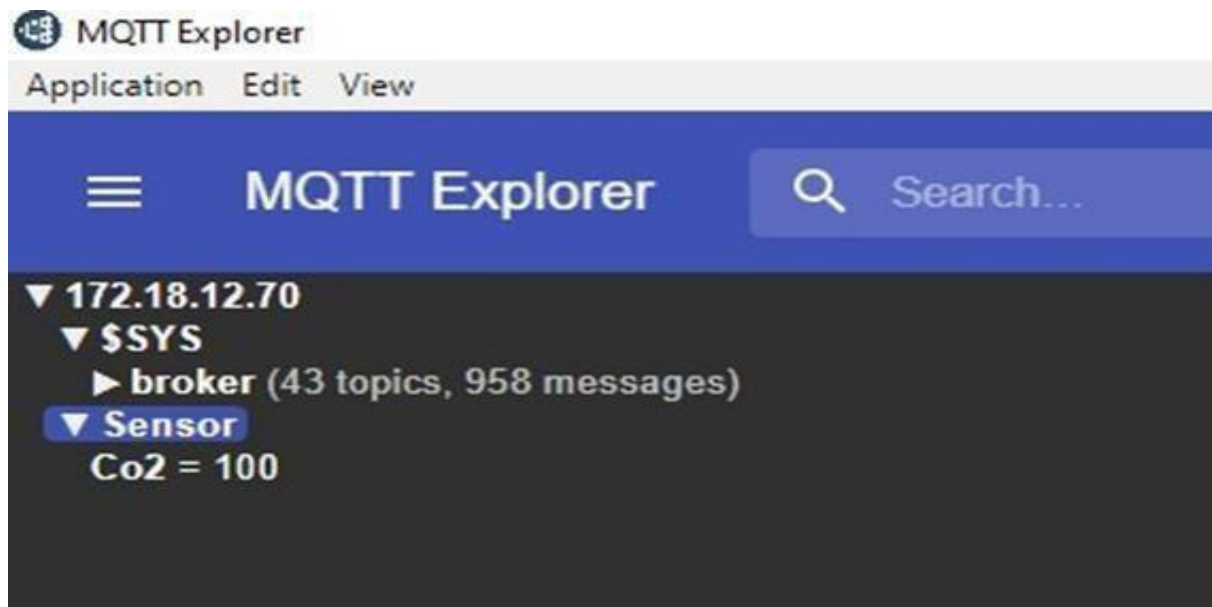 MQTT Explorer
Application Edit View
MQTT Explorer Search...
▼ 172.18.12.70
▼ $SYS
▶ broker (43 topics, 958 messages)
▼ Sensor
Co2 = 100